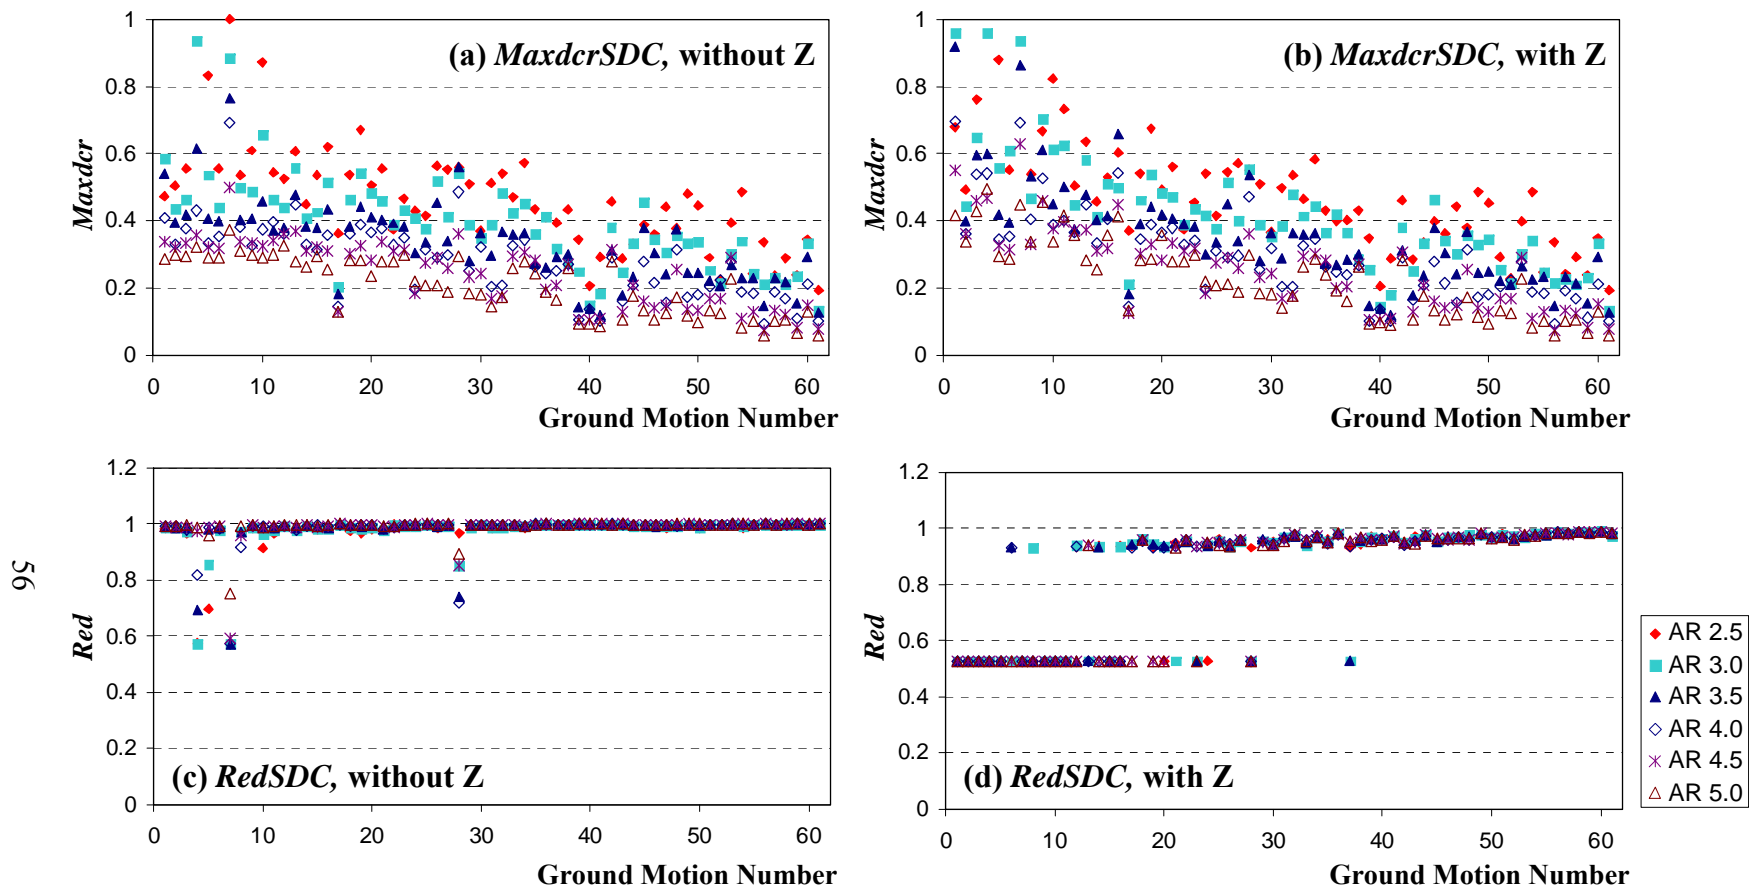 1
0.8
0.6
0.4
0.2
0
Maxdcr
(a) MaxdcrSDC, without Z
0 10 20 30 40 50 60
Ground Motion Number
1
0.8
0.6
0.4
0.2
0
Maxdcr
(b) MaxdcrSDC, with Z
0 10 20 30 40 50 60
Ground Motion Number
1.2
1
0.8
0.6
0.4
0.2
0
Red
(c) RedSDC, without Z
0 10 20 30 40 50 60
Ground Motion Number
1.2
1
0.8
0.6
0.4
0.2
0
Red
(d) RedSDC, with Z
0 10 20 30 40 50 60
Ground Motion Number
AR 2.5
AR 3.0
AR 3.5
AR 4.0
AR 4.5
AR 5.0
56